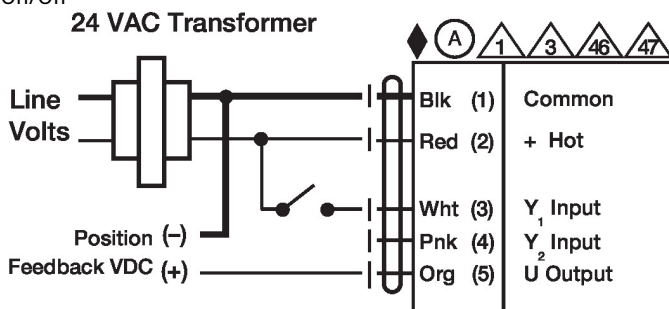 On/Off
24 VAC Transformer
A 1 3 46 47
Line
Volts
Blk (1) Common
Red (2) + Hot
Wht (3) Y1 Input
Pnk (4) Y2 Input
Org (5) U Output
Position (–)
Feedback VDC (+)